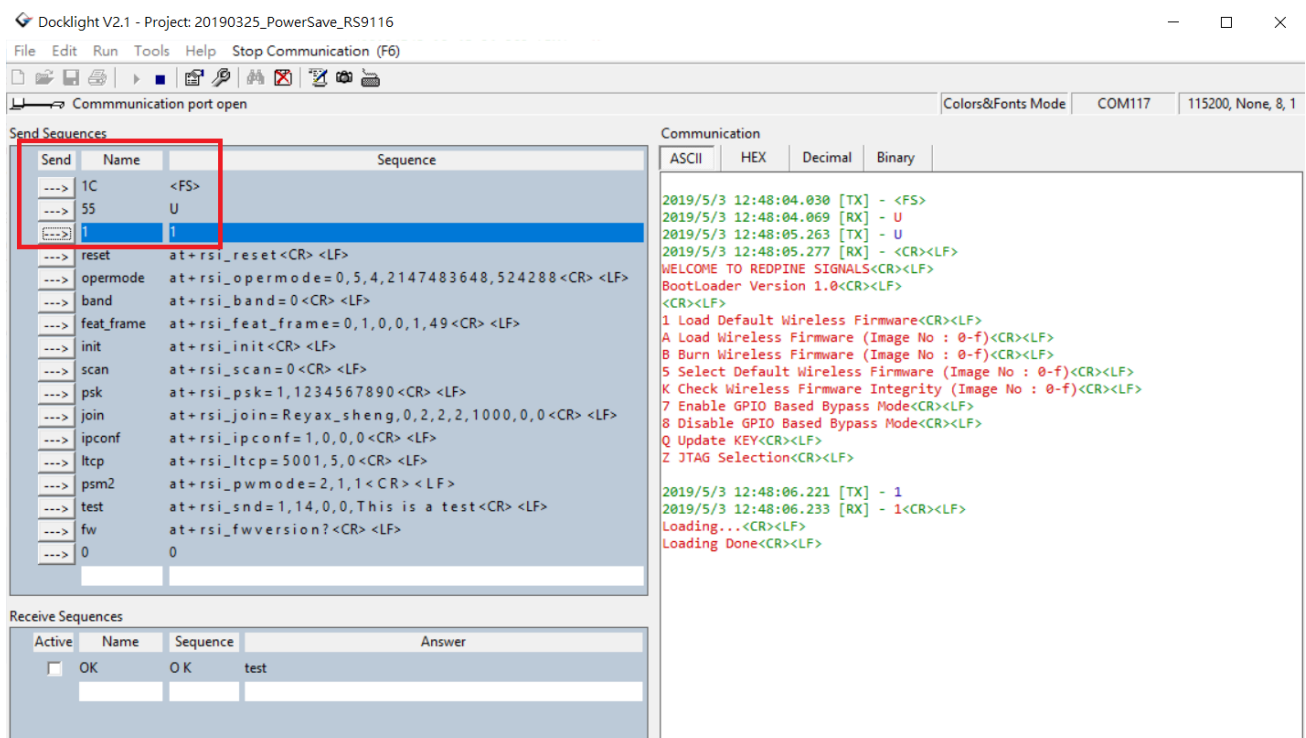 Docklight V2.1 - Project: 20190325_PowerSave_RS9116
File Edit Run Tools Help Stop Communication (F6)
Commmunication port open
Colors&Fonts Mode COM117 115200, None, 8, 1
Send Sequences
Send Name Sequence
---> 1C <FS>
---> 55 U
---> 1 1
---> reset at+rsi_reset<CR><LF>
---> opermode at+rsi_opermode=0,5,4,2147483648,524288<CR><LF>
---> band at+rsi_band=0<CR><LF>
---> feat_frame at+rsi_feat_frame=0,1,0,0,1,49<CR><LF>
---> init at+rsi_init<CR><LF>
---> scan at+rsi_scan=0<CR><LF>
---> psk at+rsi_psk=1,1234567890<CR><LF>
---> join at+rsi_join=Reyax_sheng,0,2,2,2,1000,0,0<CR><LF>
---> ipconf at+rsi_ipconf=1,0,0,0<CR><LF>
---> ltcp at+rsi_ltcp=5001,5,0<CR><LF>
---> psm2 at+rsi_pwmode=2,1,1<CR><LF>
---> test at+rsi_snd=1,14,0,0,This is a test<CR><LF>
---> fw at+rsi_fwversion?<CR><LF>
---> 0 0
Receive Sequences
Active Name Sequence Answer
OK OK test
Communication
ASCII HEX Decimal Binary
2019/5/3 12:48:04.030 [TX] - <FS>
2019/5/3 12:48:04.069 [RX] - U
2019/5/3 12:48:05.263 [TX] - U
2019/5/3 12:48:05.277 [RX] - <CR><LF>
WELCOME TO REDPINE SIGNALS<CR><LF>
BootLoader Version 1.0<CR><LF>
<CR><LF>
1 Load Default Wireless Firmware<CR><LF>
A Load Wireless Firmware (Image No : 0-f)<CR><LF>
B Burn Wireless Firmware (Image No : 0-f)<CR><LF>
5 Select Default Wireless Firmware (Image No : 0-f)<CR><LF>
K Check Wireless Firmware Integrity (Image No : 0-f)<CR><LF>
7 Enable GPIO Based Bypass Mode<CR><LF>
8 Disable GPIO Based Bypass Mode<CR><LF>
Q Update KEY<CR><LF>
Z JTAG Selection<CR><LF>
2019/5/3 12:48:06.221 [TX] - 1
2019/5/3 12:48:06.233 [RX] - 1<CR><LF>
Loading...<CR><LF>
Loading Done<CR><LF>